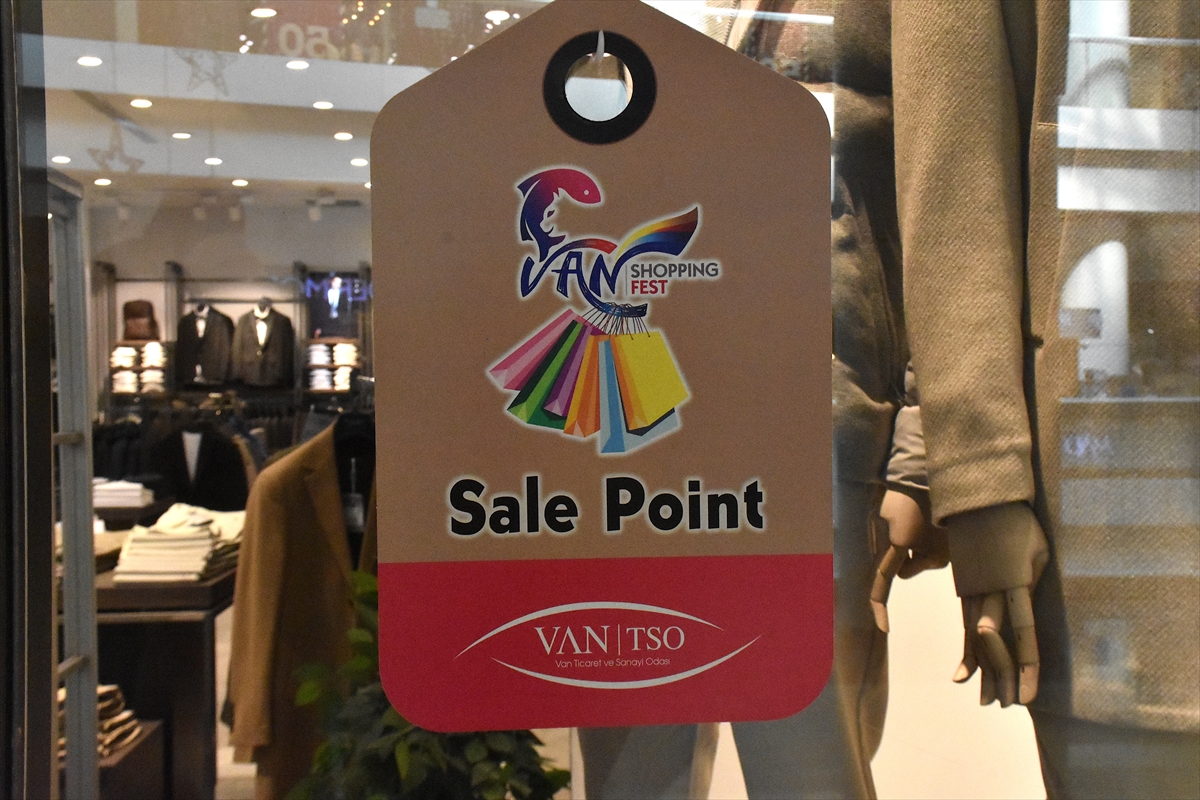 VAN
SHOPPING
FEST
Sale Point
VAN|TSO
Van Ticaret ve Sanayi Odası